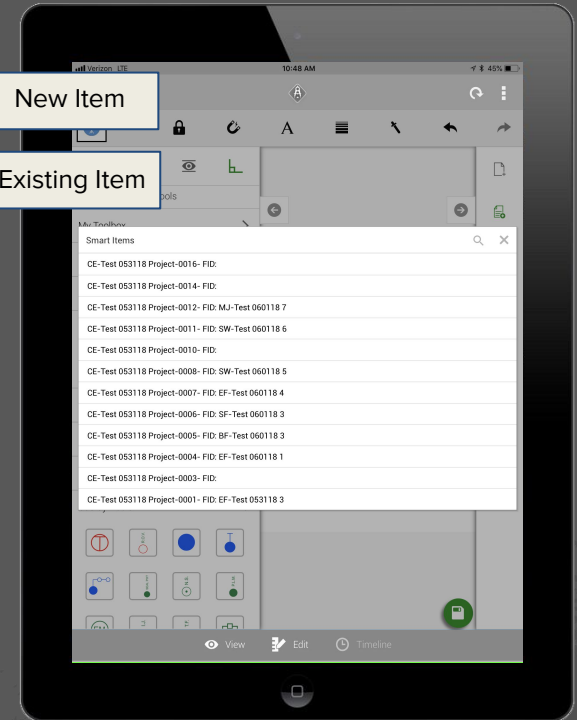 Verizon LTE 10:48 AM 45%
New Item
A
Existing Item
ools
My Toolbox
Smart Items
CE-Test 053118 Project-0016- FID:
CE-Test 053118 Project-0014- FID:
CE-Test 053118 Project-0012- FID: MJ-Test 060118 7
CE-Test 053118 Project-0011- FID: SW-Test 060118 6
CE-Test 053118 Project-0010- FID:
CE-Test 053118 Project-0008- FID: SW-Test 060118 5
CE-Test 053118 Project-0007- FID: EF-Test 060118 4
CE-Test 053118 Project-0006- FID: SF-Test 060118 3
CE-Test 053118 Project-0005- FID: BF-Test 060118 3
CE-Test 053118 Project-0004- FID: EF-Test 060118 1
CE-Test 053118 Project-0003- FID:
CE-Test 053118 Project-0001- FID: EF-Test 053118 3
View Edit Timeline